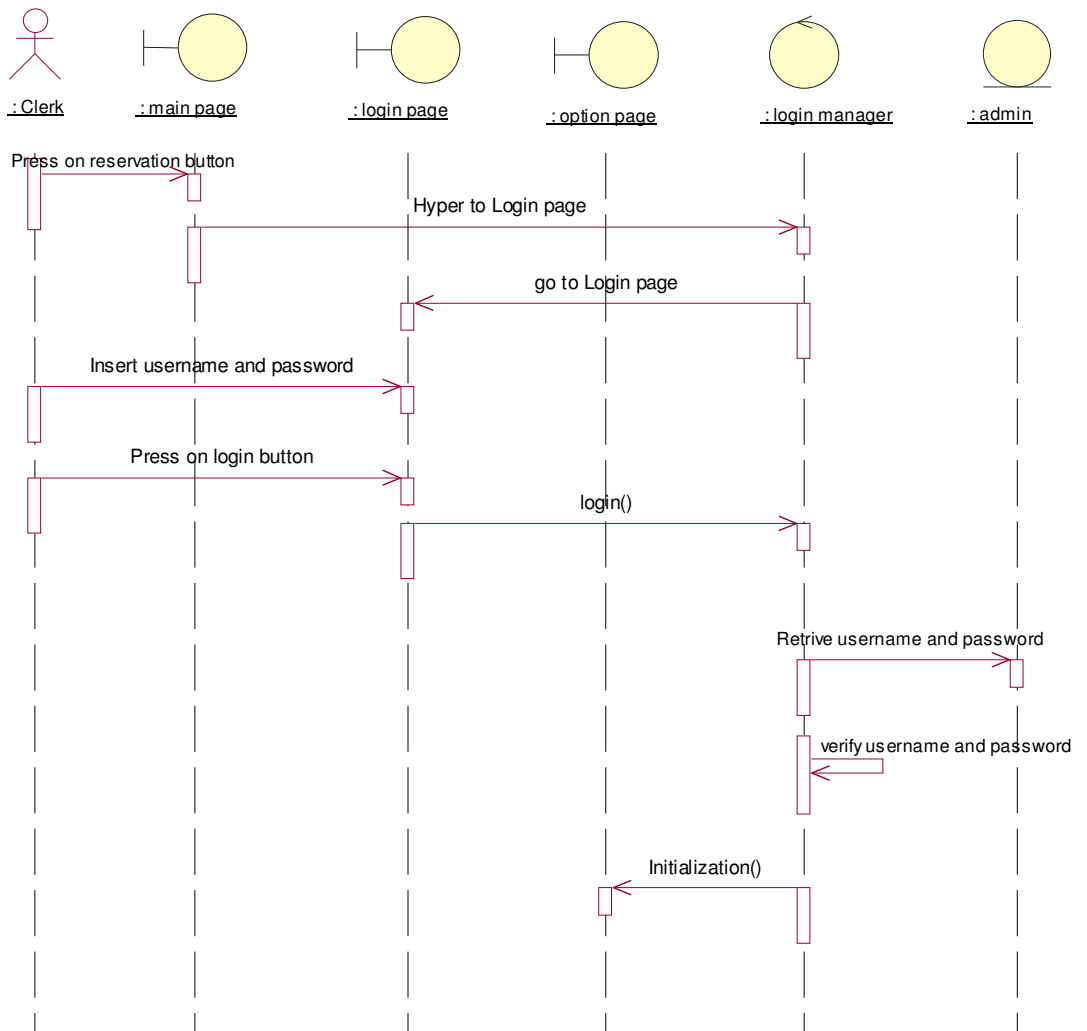 : Clerk
: main page
: login page
: option page
: login manager
: admin
Press on reservation button
Hyper to Login page
go to Login page
Insert username and password
Press on login button
login()
Retrive username and password
verify username and password
Initialization()